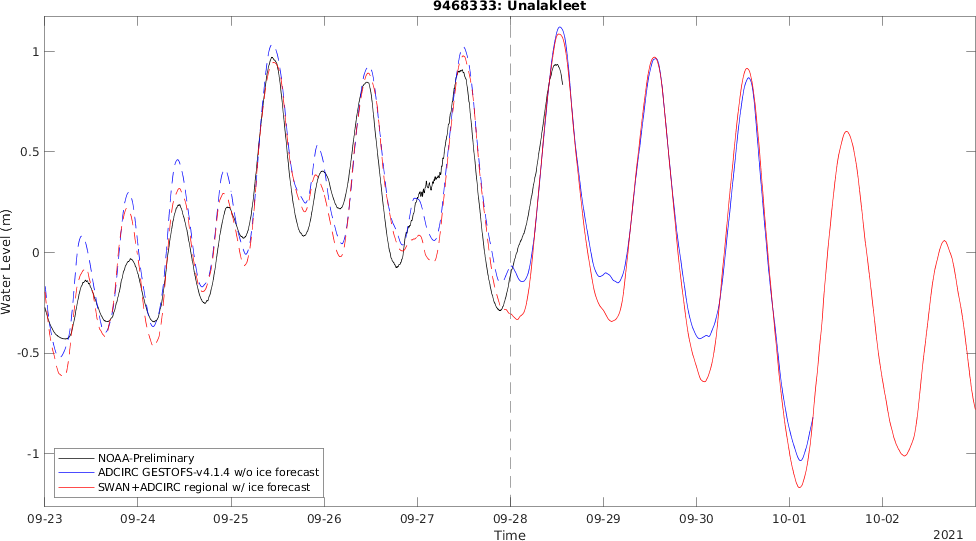 9468333: Unalakleet
Water Level (m)
1
0.5
0
-0.5
-1
NOAA-Preliminary
ADCIRC GESTOFS-v4.1.4 w/o ice forecast
SWAN+ADCIRC regional w/ ice forecast
09-23 09-24 09-25 09-26 09-27 09-28 09-29 09-30 10-01 10-02
Time
2021